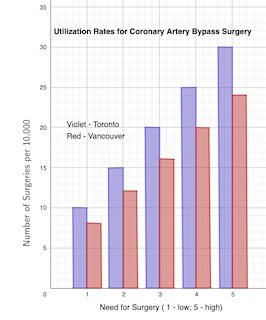 35
Utilization Rates for Coronary Artery Bypass Surgery
30
25
Violet - Toronto
20
Red - Vancouver
15
10
5
Number of Surgeries per 10,000
0
0 1 2 3 4 5
Need for Surgery ( 1 - low; 5 - high)